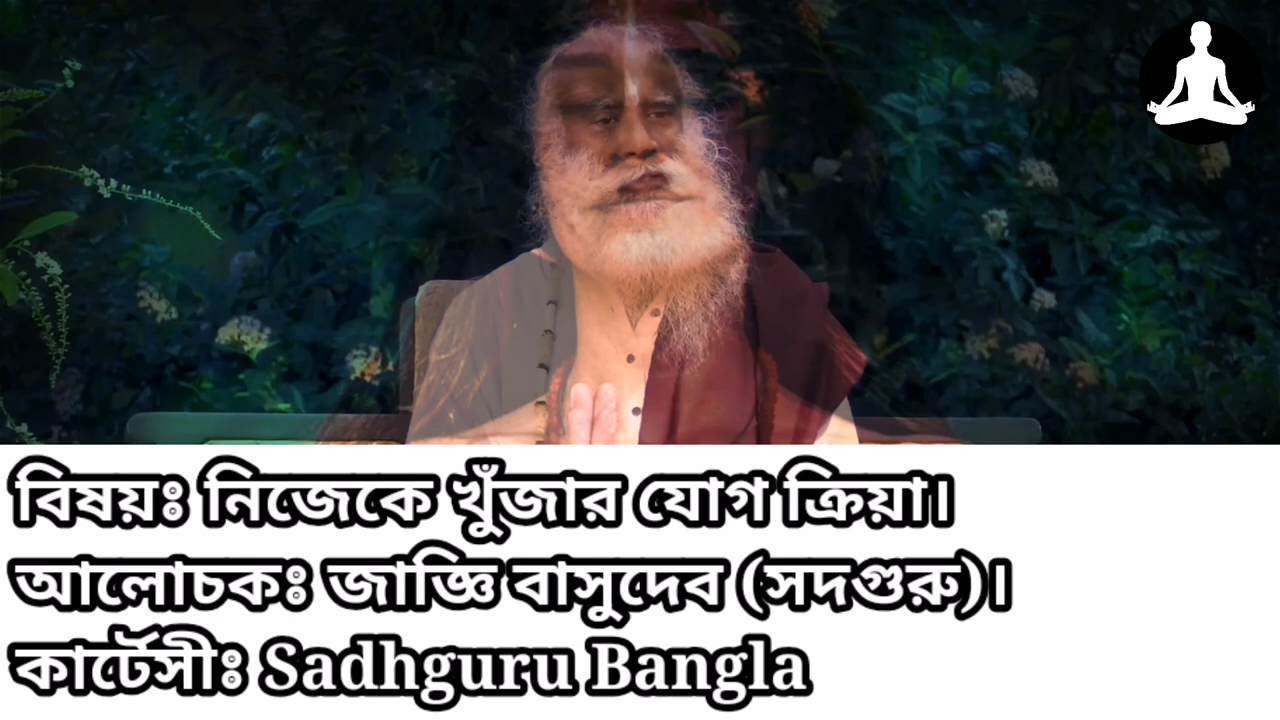 বিষয়ঃ নিজেকে খুঁজার যোগ ক্রিয়া।
আলোচকঃ জাজ্ঞি বাসুদেব (সদগুরু)।
কার্টেসীঃ Sadhguru Bangla